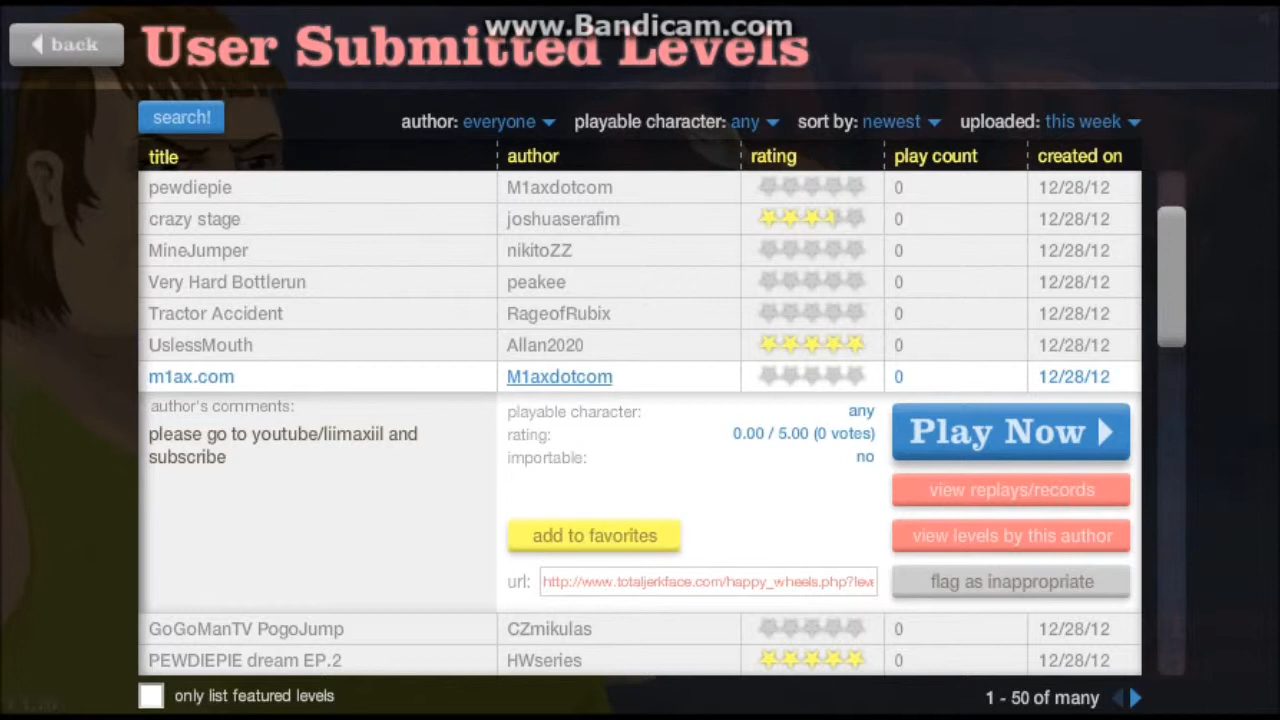 www.Bandicam.com
back
User Submitted Levels
search!
author: everyone playable character: any sort by: newest uploaded: this week
title author rating play count created on
pewdiepie M1axdotcom 0 12/28/12
crazy stage joshuaserafim 0 12/28/12
MineJumper nikitoZZ 0 12/28/12
Very Hard Bottlerun peakee 0 12/28/12
Tractor Accident RageofRubix 0 12/28/12
UslessMouth Allan2020 0 12/28/12
m1ax.com M1axdotcom 0 12/28/12
author's comments:
please go to youtube/liimaxiil and
subscribe
playable character: any
rating: 0.00 / 5.00 (0 votes)
importable: no
add to favorites
url: http://www.totaljerkface.com/happy_wheels.php?leve
Play Now
view replays/records
view levels by this author
flag as inappropriate
GoGoManTV PogoJump CZmikulas 0 12/28/12
PEWDIEPIE dream EP.2 HWseries 0 12/28/12
only list featured levels
1 - 50 of many